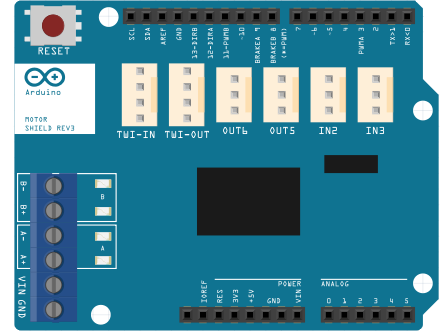 RESET
Arduino
MOTOR
SHIELD REV3
SCL
SDA
AREF
GND
13-DIRB
12-DIRA
11-PWMB
~10
BRAKEA 9
BRAKEB 8
(~=PWM)
7
~6
~5
4
PWMA 3
2
TX>1
RX<0
TWI-IN
TWI-OUT
OUT6
OUT5
IN2
IN3
B-
B+
A-
A+
VIN GND
B
A
IOREF
RES
3V3
+5V
GND
VIN
POWER
ANALOG
0
1
2
3
4
5